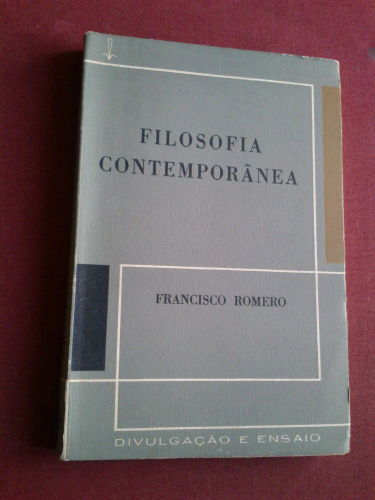 FILOSOFIA
CONTEMPORÂNEA
FRANCISCO ROMERO
DIVULGAÇÃO E ENSAIO